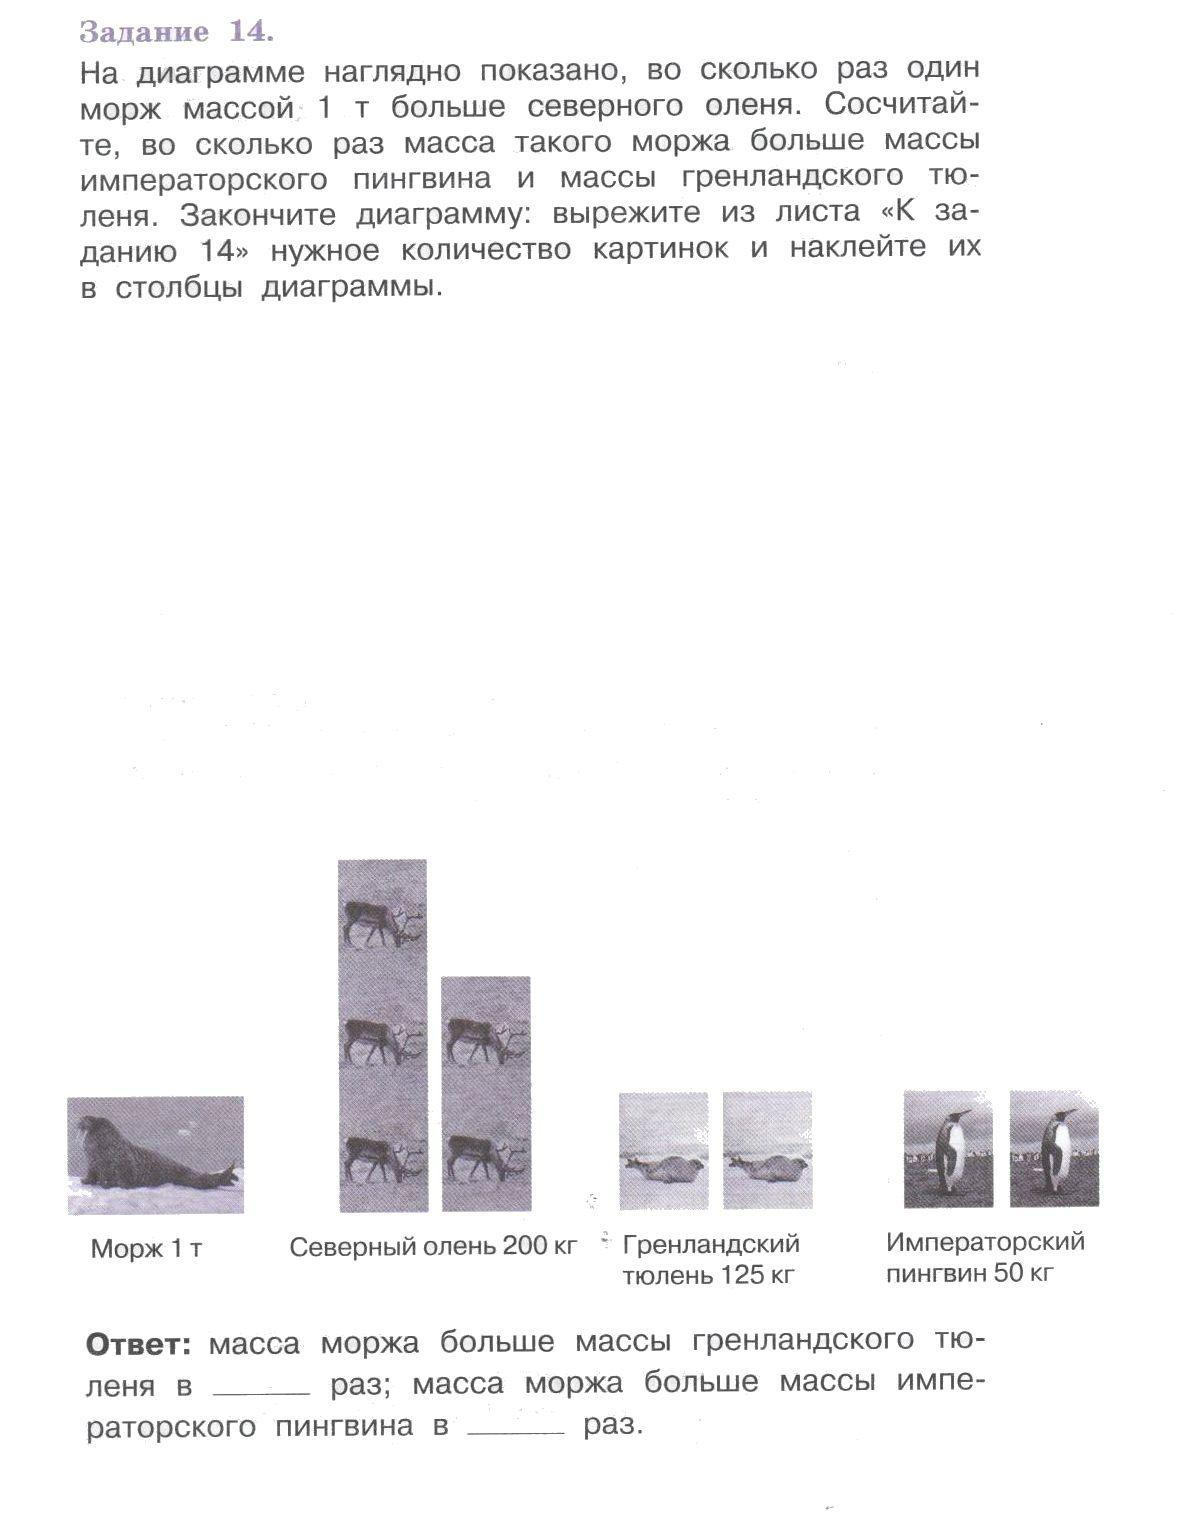 Задание 14.
На диаграмме наглядно показано, во сколько раз один
морж массой 1 т больше северного оленя. Сосчитай-
те, во сколько раз масса такого моржа больше массы
императорского пингвина и массы гренландского тю-
леня. Закончите диаграмму: вырежите из листа «К за-
данию 14» нужное количество картинок и наклейте их
в столбцы диаграммы.
Морж 1 т
Северный олень 200 кг
Гренландский
тюлень 125 кг
Императорский
пингвин 50 кг
Ответ: масса моржа больше массы гренландского тю-
леня в ______ раз; масса моржа больше массы импе-
раторского пингвина в ______ раз.